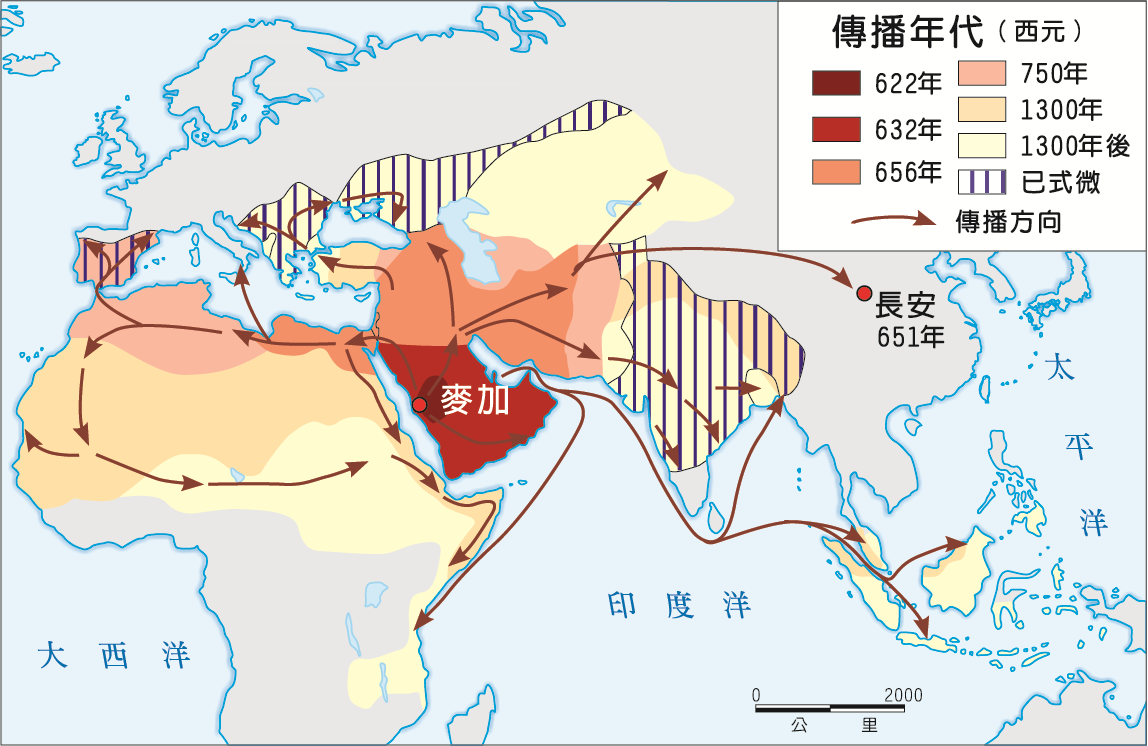 傳播年代（西元）
622年
632年
656年
750年
1300年
1300年後
已式微
傳播方向
長安
651年
麥加
太平洋
印度洋
大西洋
0 2000
公里